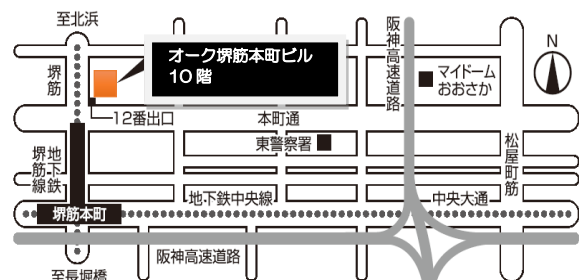 至北浜
堺筋
オーク堺筋本町ビル
10階
阪神高速道路
マイドーム
おおさか
N
12番出口
本町通
東警察署
松屋町筋
地下鉄
堺筋線
地下鉄中央線
中央大通
堺筋本町
阪神高速道路
至長堀橋